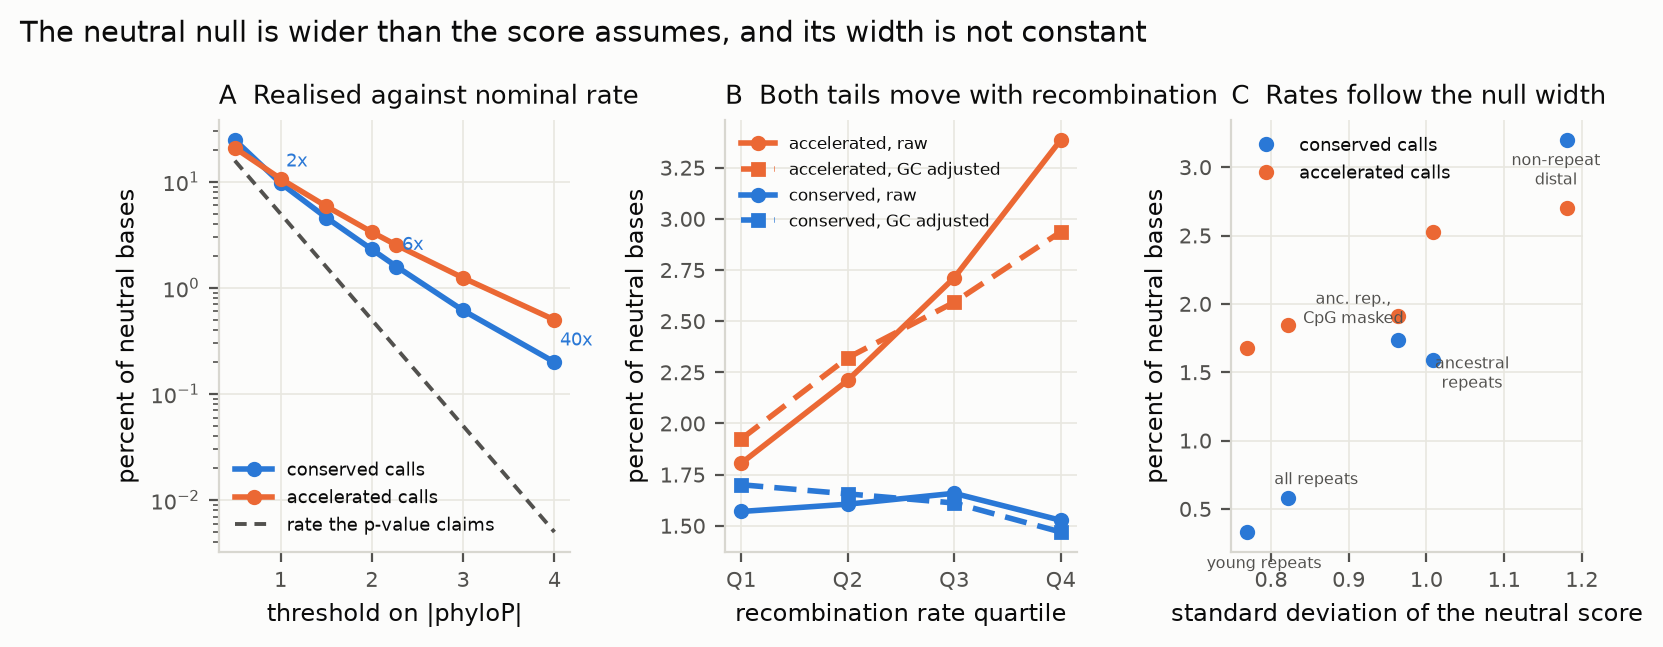 The neutral null is wider than the score assumes, and its width is not constant
A Realised against nominal rate
percent of neutral bases
10¹
10⁰
10⁻¹
10⁻²
2x
6x
40x
conserved calls
accelerated calls
rate the p-value claims
1 2 3 4
threshold on |phyloP|
B Both tails move with recombination
percent of neutral bases
accelerated, raw
accelerated, GC adjusted
conserved, raw
conserved, GC adjusted
3.25
3.00
2.75
2.50
2.25
2.00
1.75
1.50
Q1 Q2 Q3 Q4
recombination rate quartile
C Rates follow the null width
percent of neutral bases
conserved calls
accelerated calls
3.0
2.5
2.0
1.5
1.0
0.5
non-repeat
distal
anc. rep.,
CpG masked
ancestral
repeats
all repeats
young repeats
0.8 0.9 1.0 1.1 1.2
standard deviation of the neutral score